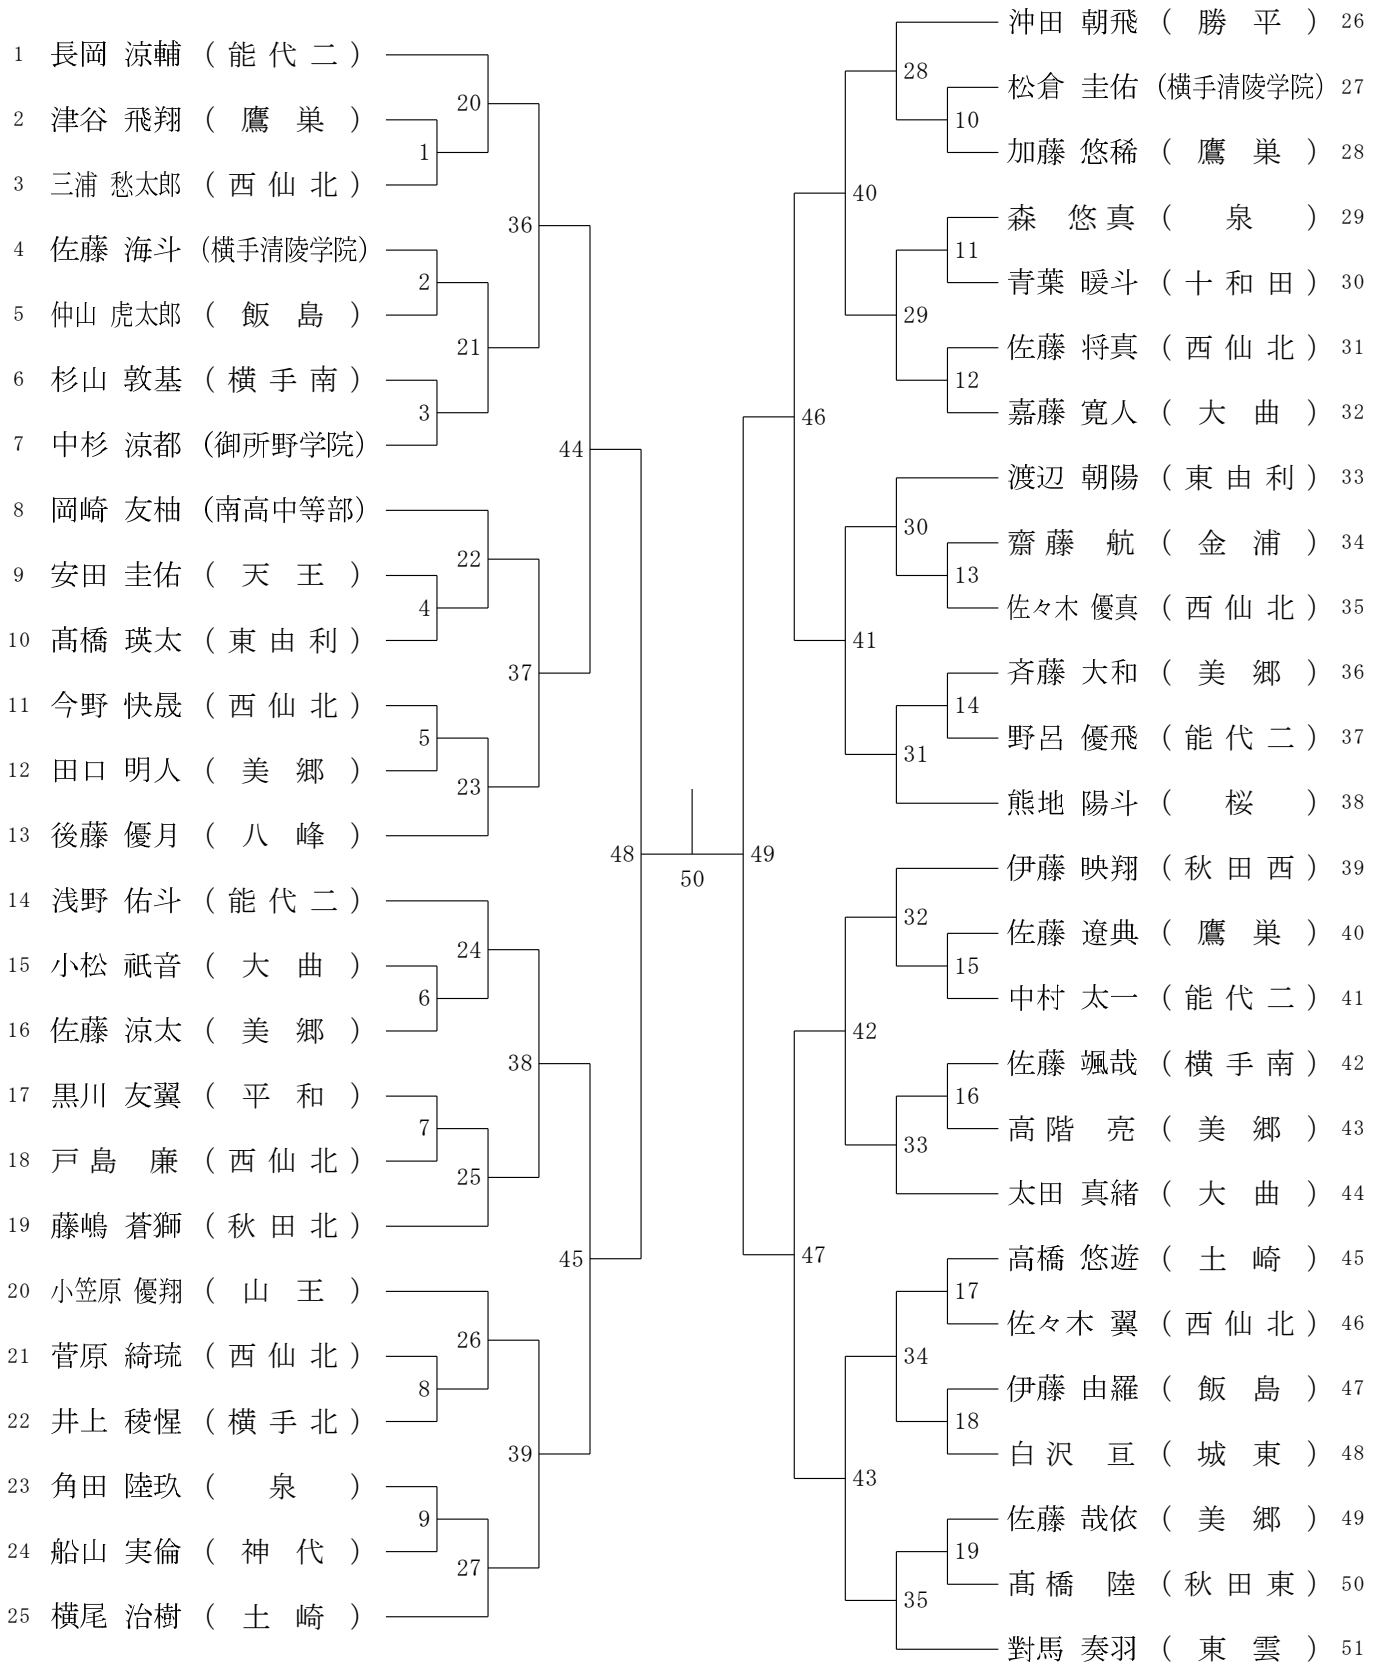 1 長岡 涼輔 ( 能 代 二 )
2 津谷 飛翔 ( 鷹 巣 )
3 三浦 愁太郎 ( 西 仙 北 )
4 佐藤 海斗 (横手清陵学院)
5 仲山 虎太郎 ( 飯 島 )
6 杉山 敦基 ( 横 手 南 )
7 中杉 涼都 (御所野学院)
8 岡崎 友柚 (南高中等部)
9 安田 圭佑 ( 天 王 )
10 髙橋 瑛太 ( 東 由 利 )
11 今野 快晟 ( 西 仙 北 )
12 田口 明人 ( 美 郷 )
13 後藤 優月 ( 八 峰 )
14 浅野 佑斗 ( 能 代 二 )
15 小松 祇音 ( 大 曲 )
16 佐藤 涼太 ( 美 郷 )
17 黒川 友翼 ( 平 和 )
18 戸島 廉 ( 西 仙 北 )
19 藤嶋 蒼獅 ( 秋 田 北 )
20 小笠原 優翔 ( 山 王 )
21 菅原 綺琉 ( 西 仙 北 )
22 井上 稜惺 ( 横 手 北 )
23 角田 陸玖 ( 泉 )
24 船山 実倫 ( 神 代 )
25 横尾 治樹 ( 土 崎 )
20
1
36
2
21
3
44
22
4
37
5
23
48
24
6
38
7
25
45
26
8
39
9
27
50
49
28
10
40
11
29
12
46
30
13
41
14
31
32
15
42
16
33
47
17
34
18
43
19
35
沖田 朝飛 ( 勝 平 ) 26
松倉 圭佑 (横手清陵学院) 27
加藤 悠稀 ( 鷹 巣 ) 28
森 悠真 ( 泉 ) 29
青葉 暖斗 ( 十 和 田 ) 30
佐藤 将真 ( 西 仙 北 ) 31
嘉藤 寛人 ( 大 曲 ) 32
渡辺 朝陽 ( 東 由 利 ) 33
齋藤 航 ( 金 浦 ) 34
佐々木 優真 ( 西 仙 北 ) 35
斉藤 大和 ( 美 郷 ) 36
野呂 優飛 ( 能 代 二 ) 37
熊地 陽斗 ( 桜 ) 38
伊藤 映翔 ( 秋 田 西 ) 39
佐藤 遼典 ( 鷹 巣 ) 40
中村 太一 ( 能 代 二 ) 41
佐藤 颯哉 ( 横 手 南 ) 42
高階 亮 ( 美 郷 ) 43
太田 真緒 ( 大 曲 ) 44
高橋 悠遊 ( 土 崎 ) 45
佐々木 翼 ( 西 仙 北 ) 46
伊藤 由羅 ( 飯 島 ) 47
白沢 亘 ( 城 東 ) 48
佐藤 哉依 ( 美 郷 ) 49
髙橋 陸 ( 秋 田 東 ) 50
對馬 奏羽 ( 東 雲 ) 51